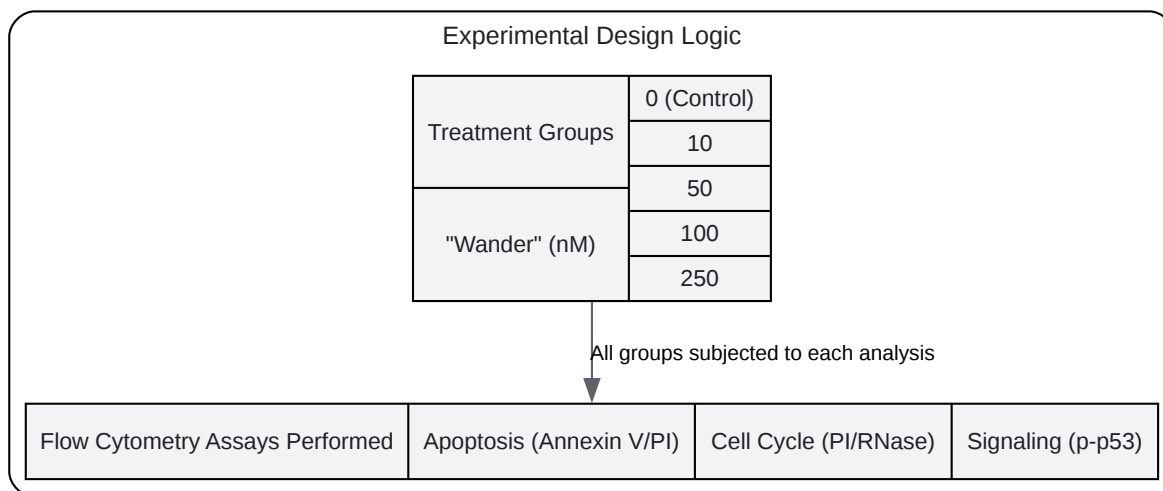 Experimental Design Logic
Treatment Groups
"Wander" (nM)
0 (Control)
10
50
100
250
All groups subjected to each analysis
Flow Cytometry Assays Performed
Apoptosis (Annexin V/PI)
Cell Cycle (PI/RNase)
Signaling (p-p53)